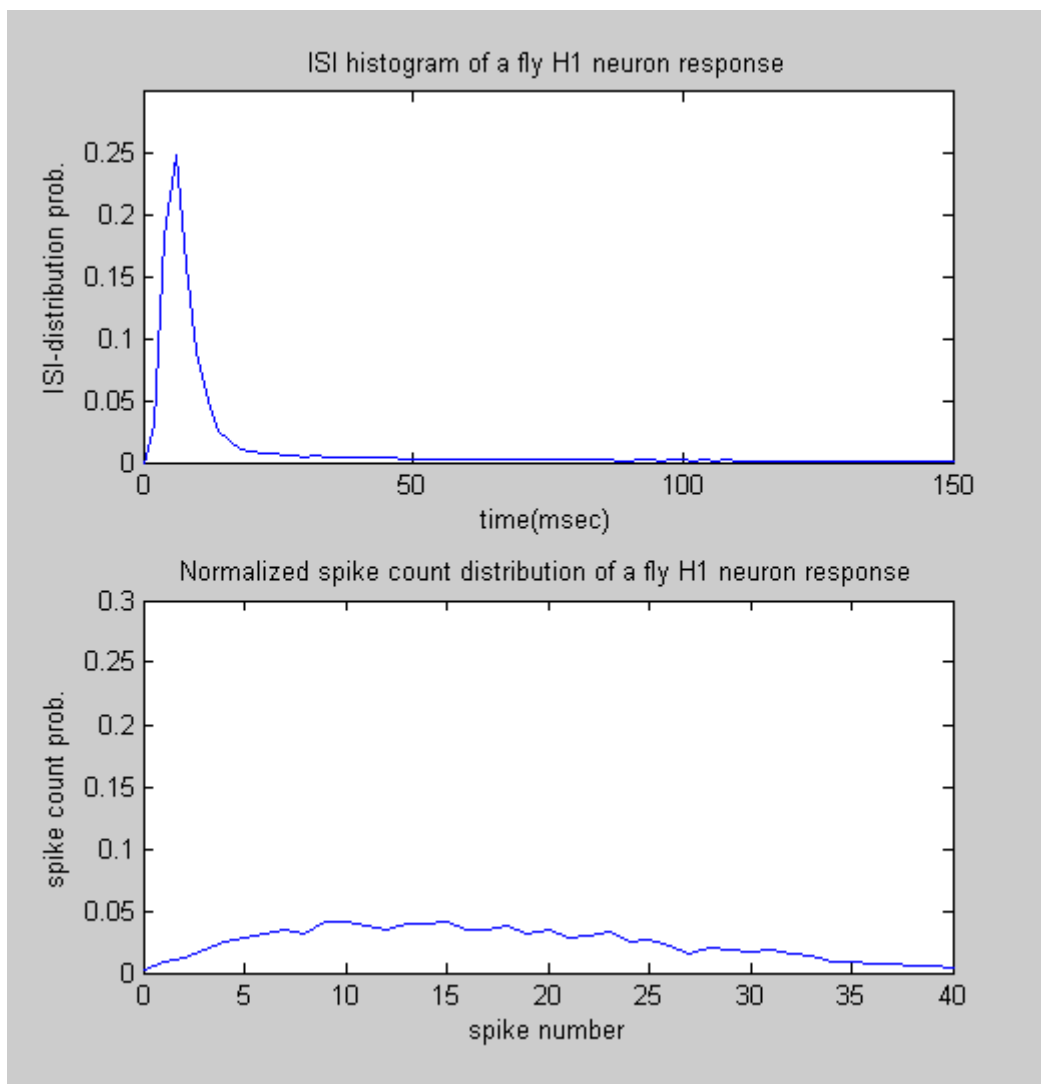 ISI histogram of a fly H1 neuron response
ISI-distribution prob.
0.25
0.2
0.15
0.1
0.05
0
0 50 100 150
time(msec)
Normalized spike count distribution of a fly H1 neuron response
spike count prob.
0.3
0.25
0.2
0.15
0.1
0.05
0
0 5 10 15 20 25 30 35 40
spike number